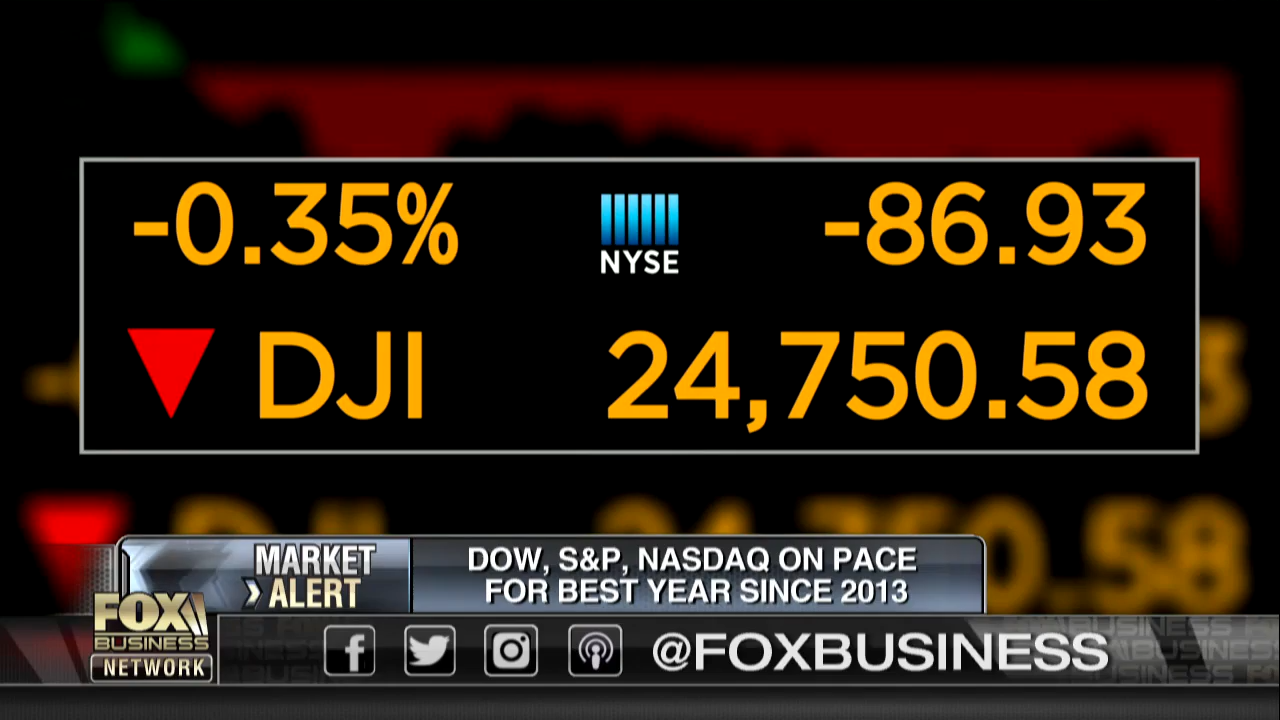 -0.35%
NYSE
-86.93
DJI
24,750.58
MARKET
ALERT
DOW, S&P, NASDAQ ON PACE
FOR BEST YEAR SINCE 2013
FOX
BUSINESS
NETWORK
@FOXBUSINESS